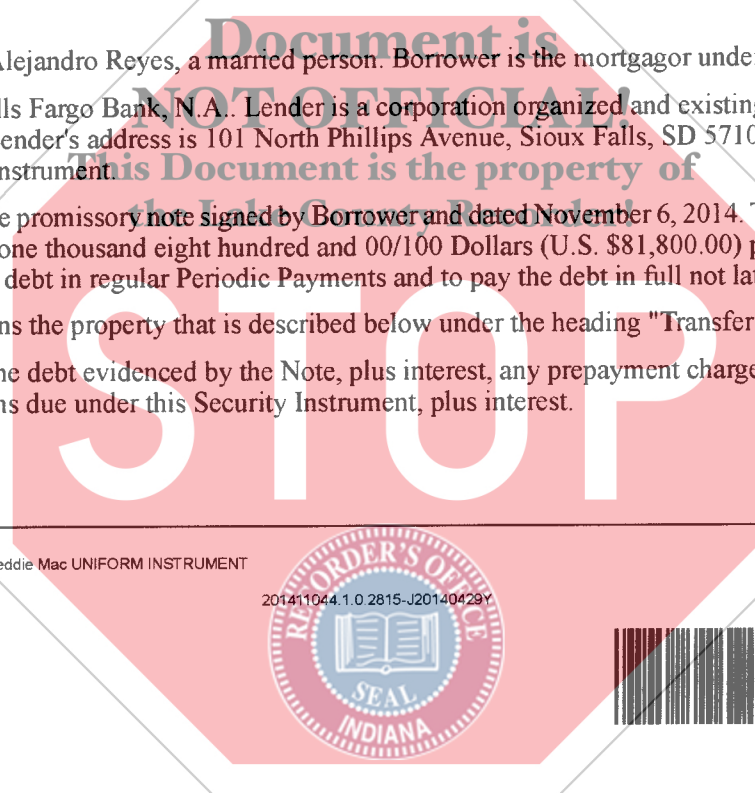 Document is
Alejandro Reyes, a married person. Borrower is the mortgagor unde
NOT OFFICIAL!
lls Fargo Bank, N.A.. Lender is a corporation organized and existing
ender's address is 101 North Phillips Avenue, Sioux Falls, SD 5710
nstrument.
This Document is the property of
the Lake County Recorder!
e promissory note signed by Borrower and dated November 6, 2014. T
one thousand eight hundred and 00/100 Dollars (U.S. $81,800.00) p
debt in regular Periodic Payments and to pay the debt in full not lat
ns the property that is described below under the heading "Transfer
he debt evidenced by the Note, plus interest, any prepayment charge
ns due under this Security Instrument, plus interest.
STOP
eddie Mac UNIFORM INSTRUMENT
201411044.1.0.2815-J20140429Y
RECORDER'S OFFICE
SEAL
INDIANA